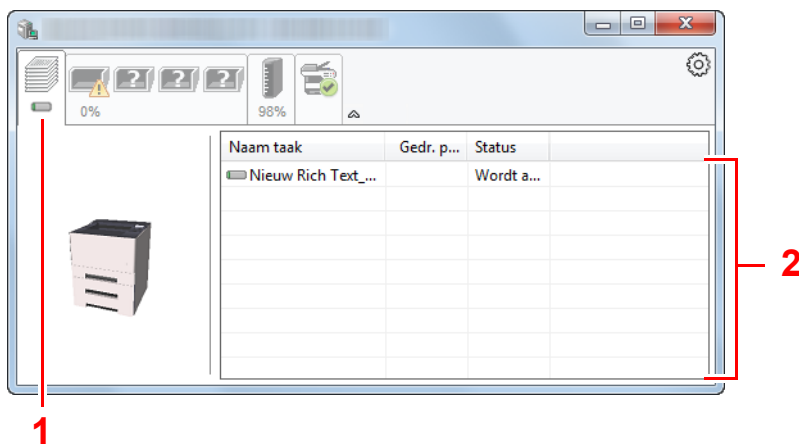 ? ? ?
0% 98%
Naam taak Gedr. p... Status
Nieuw Rich Text_... Wordt a...
2
1